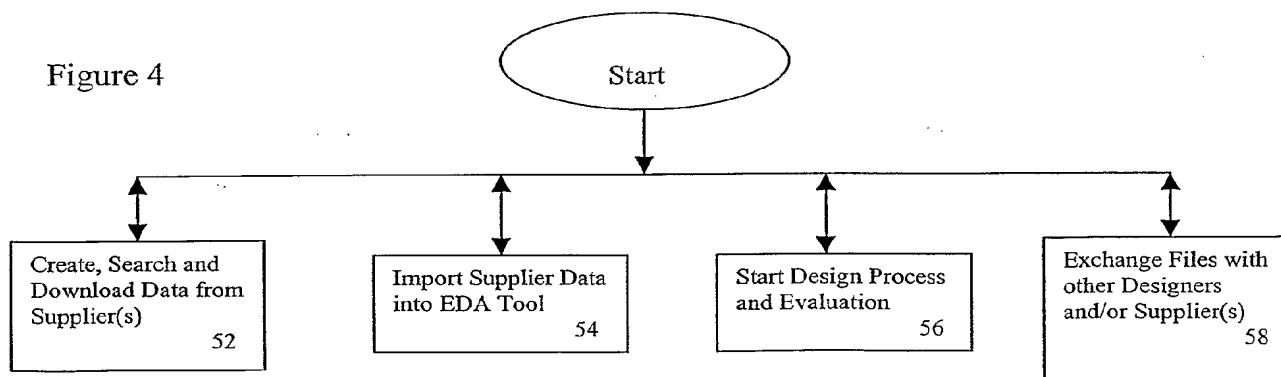 Figure 4
Start
Create, Search and
Download Data from
Supplier(s)
52
Import Supplier Data
into EDA Tool
54
Start Design Process
and Evaluation
56
Exchange Files with
other Designers
and/or Supplier(s)
58